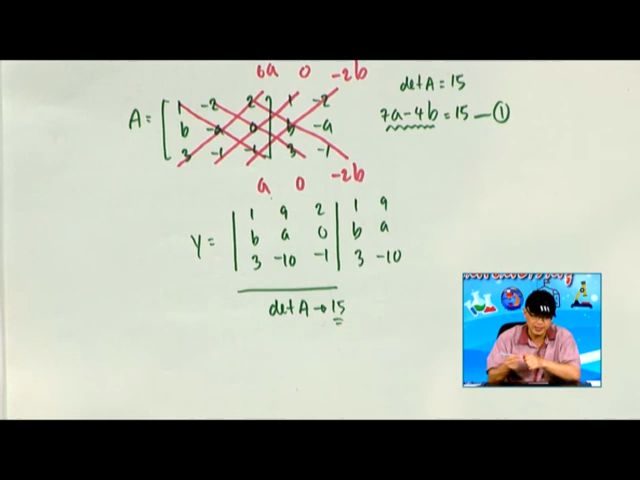 -6a 0 -2b
det A = 15
7a - 4b = 15 — ①
A = [ 1 -2 2 ] 1 -2
b -a 0 b -a
3 -1 -1 3 -1
a 0 -2b
Y = | 1 9 2 | 1 9
b a 0 b a
3 -10 -1 3 -10
det A → 15